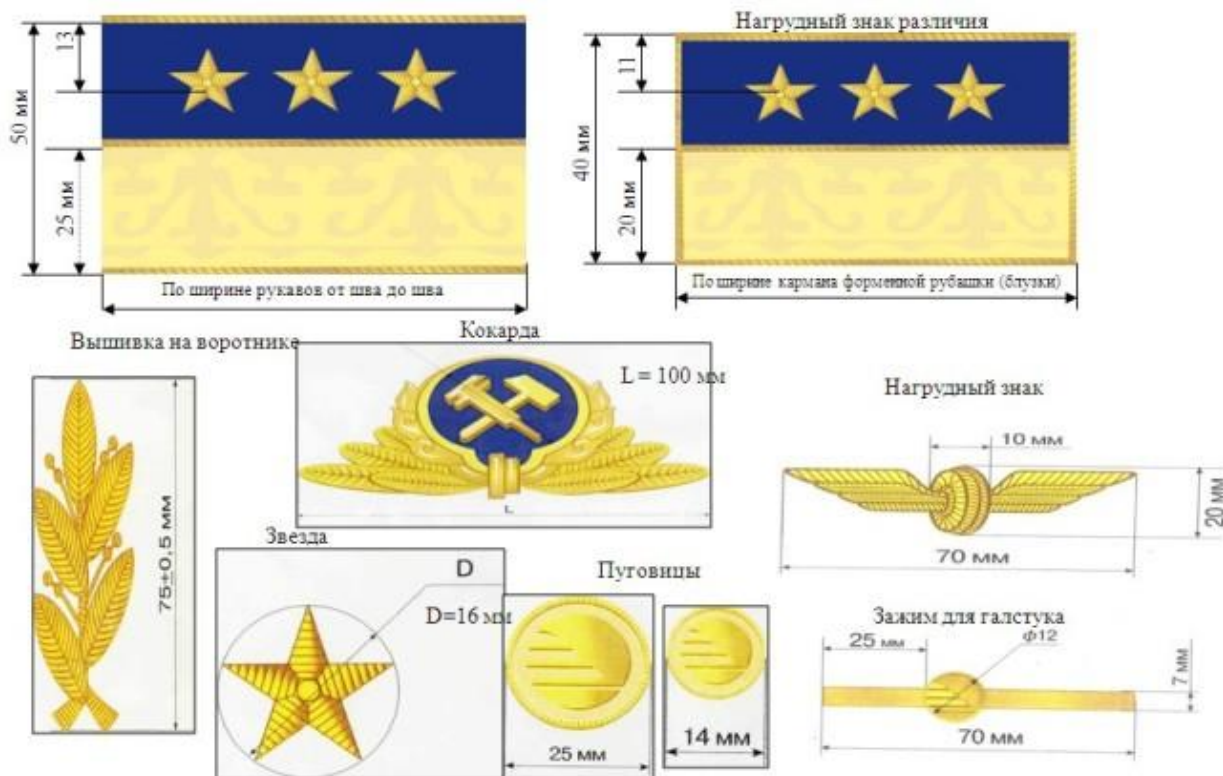 50 мм
13
25 мм
По ширине рукавов от шва до шва
Нагрудный знак различия
40 мм
11
20 мм
По ширине кармана форменной рубашки (блузки)
Вышивка на воротнике
75±0,5 мм
Кокарда
L = 100 мм
L
Нагрудный знак
10 мм
20 мм
70 мм
Звезда
D
D=16 мм
Пуговицы
25 мм
14 мм
Зажим для галстука
25 мм
ф12
7 мм
70 мм